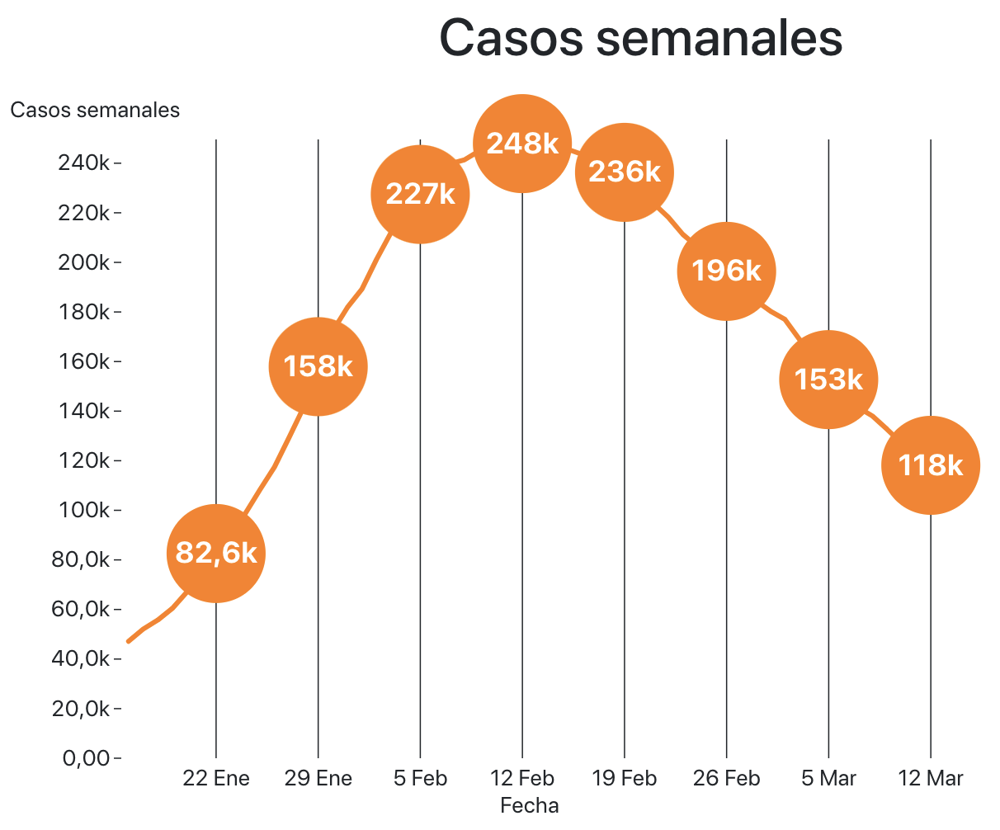 Casos semanales
Casos semanales
240k
220k
200k
180k
160k
140k
120k
100k
80,0k
60,0k
40,0k
20,0k
0,00
82,6k
158k
227k
248k
236k
196k
153k
118k
22 Ene
29 Ene
5 Feb
12 Feb
19 Feb
26 Feb
5 Mar
12 Mar
Fecha